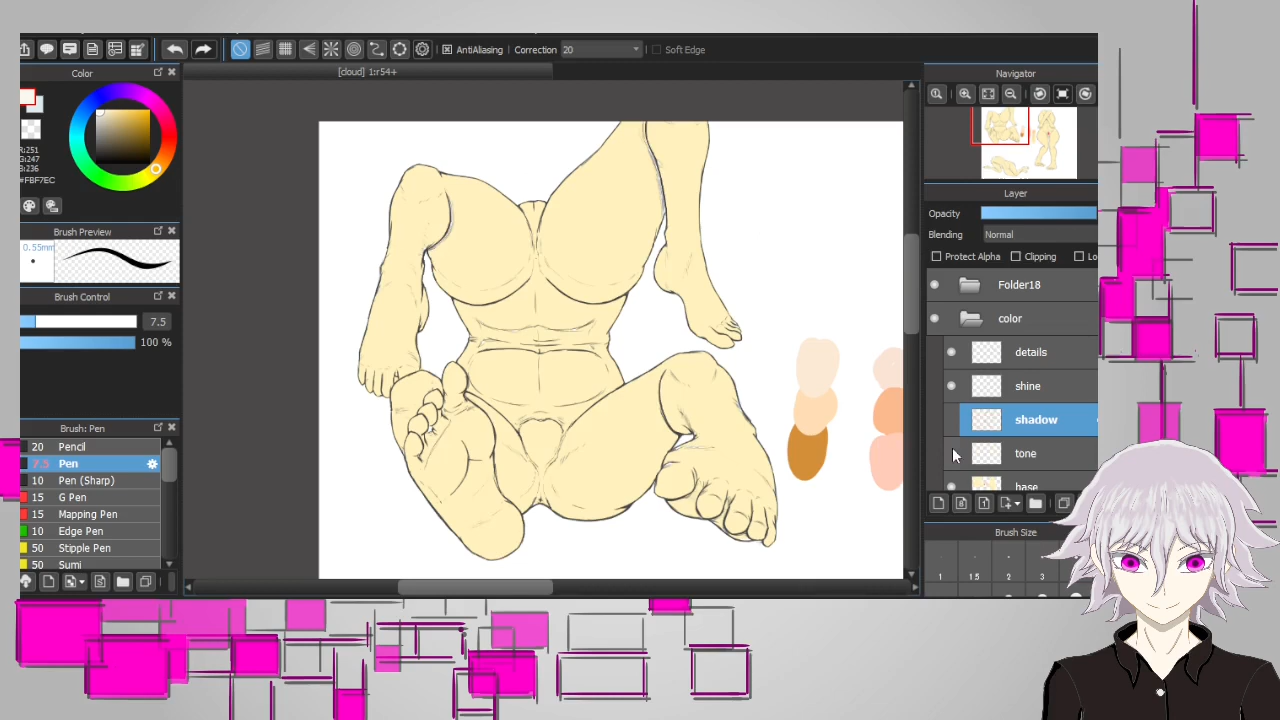 AntiAliasing Correction 20 Soft Edge
Color
[cloud] 1:r54+
Navigator
R:251
G:247
B:236
#FBF7EC
Layer
Opacity
Blending Normal
Protect Alpha Clipping Lo
Brush Preview
0.55mm
Folder18
Brush Control
color
7.5
100 %
details
shine
shadow
Brush: Pen
20 Pencil
tone
7.5 Pen
10 Pen (Sharp)
base
15 G Pen
15 Mapping Pen
10 Edge Pen
Brush Size
50 Stipple Pen
50 Sumi
1 1.5 2 3